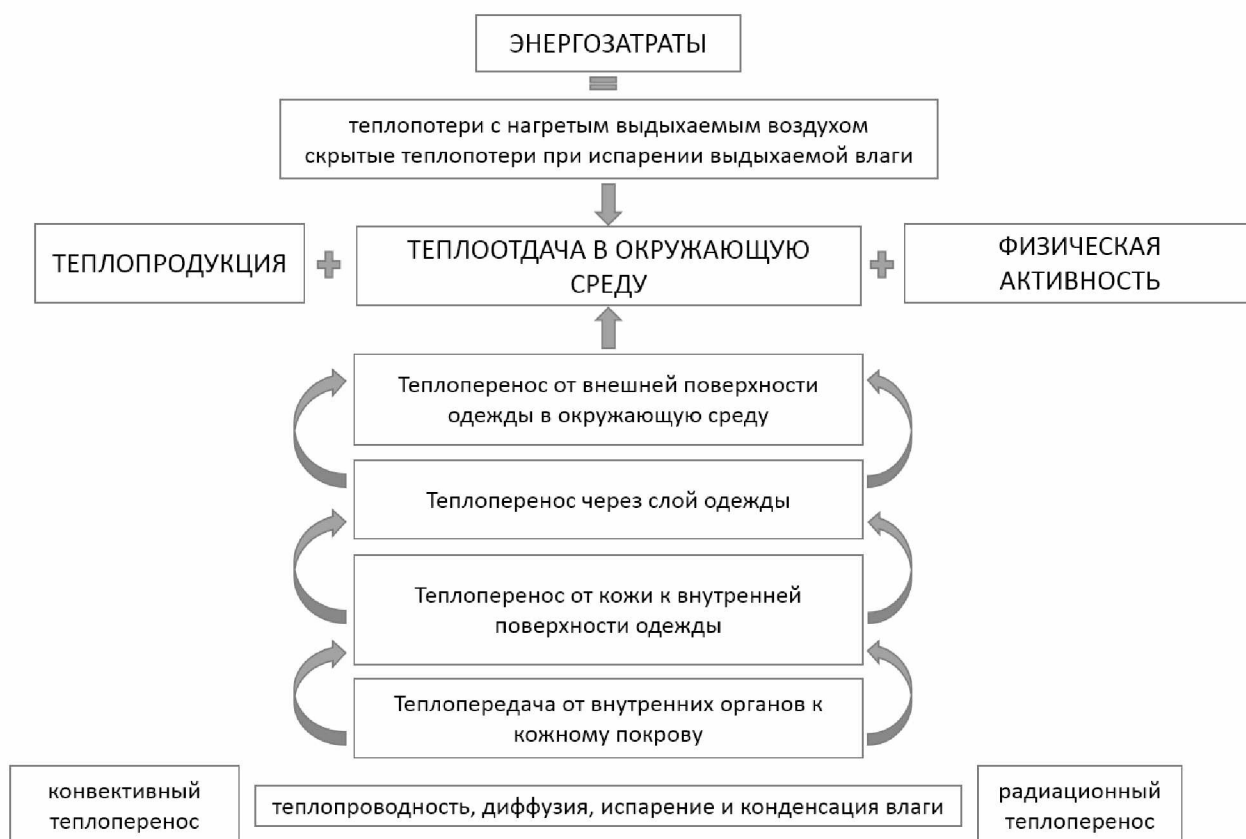 ЭНЕРГОЗАТРАТЫ
теплопотери с нагретым выдыхаемым воздухом
скрытые теплопотери при испарении выдыхаемой влаги
ТЕПЛОПРОДУКЦИЯ
ТЕПЛООТДАЧА В ОКРУЖАЮЩУЮ
СРЕДУ
ФИЗИЧЕСКАЯ
АКТИВНОСТЬ
Теплоперенос от внешней поверхности
одежды в окружающую среду
Теплоперенос через слой одежды
Теплоперенос от кожи к внутренней
поверхности одежды
Теплопередача от внутренних органов к
кожному покрову
конвективный
теплоперенос
теплопроводность, диффузия, испарение и конденсация влаги
радиационный
теплоперенос